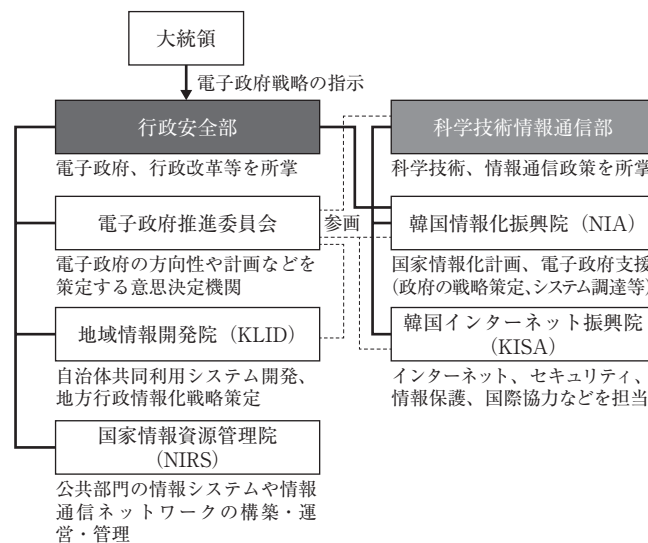 大統領
電子政府戦略の指示
行政安全部
電子政府、行政改革等を所掌
電子政府推進委員会
電子政府の方向性や計画などを
策定する意思決定機関
地域情報開発院（KLID）
自治体共同利用システム開発、
地方行政情報化戦略策定
国家情報資源管理院
（NIRS）
公共部門の情報システムや情報
通信ネットワークの構築・運
営・管理
参画
科学技術情報通信部
科学技術、情報通信政策を所掌
韓国情報化振興院（NIA）
国家情報化計画、電子政府支援
（政府の戦略策定、システム調達等）
韓国インターネット振興院
（KISA）
インターネット、セキュリティ、
情報保護、国際協力などを担当